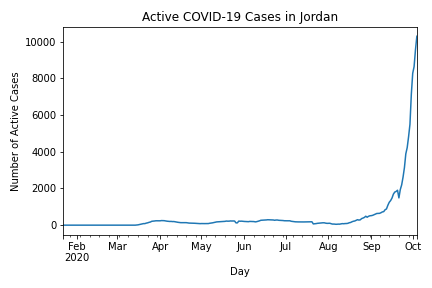 Active COVID-19 Cases in Jordan
10000
8000
6000
4000
2000
0
Number of Active Cases
Feb Mar Apr May Jun Jul Aug Sep Oct
2020
Day